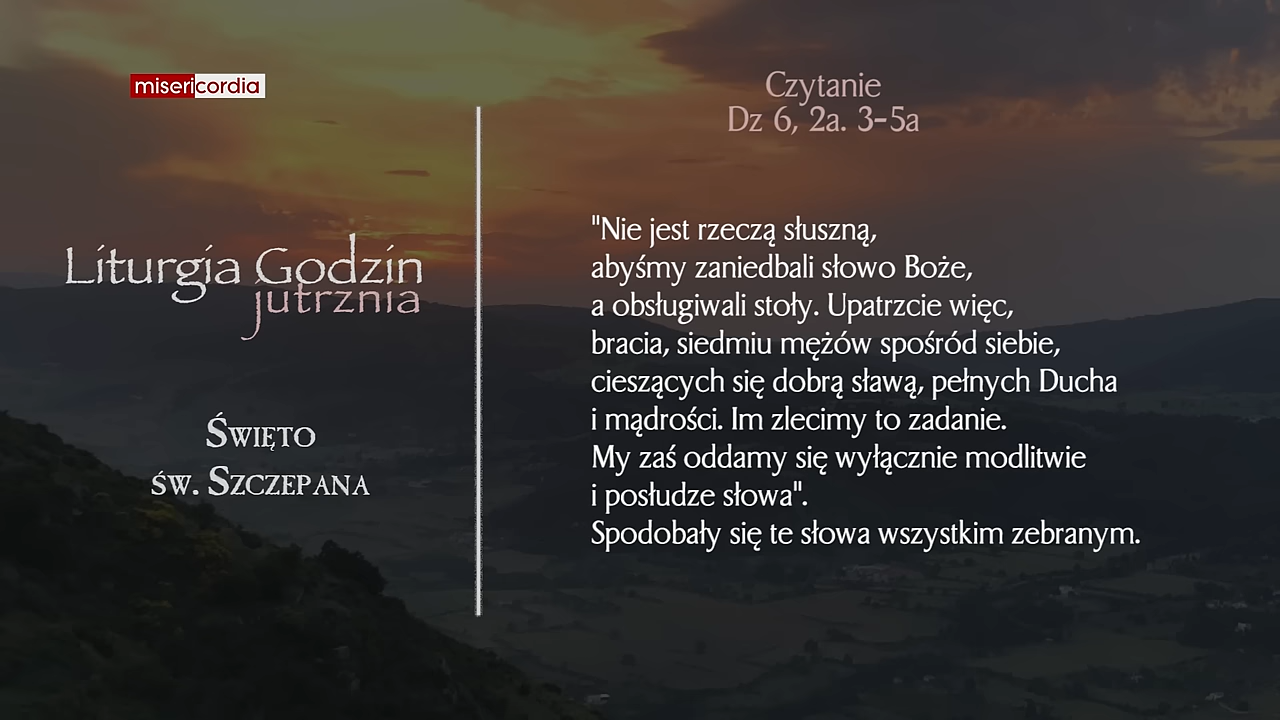 misericordia
Liturgia Godzin
jutrznia
Święto
św. Szczepana
Czytanie
Dz 6, 2a. 3-5a
"Nie jest rzeczą słuszną,
abyśmy zaniedbali słowo Boże,
a obsługiwali stoły. Upatrzcie więc,
bracia, siedmiu mężów spośród siebie,
cieszących się dobrą sławą, pełnych Ducha
i mądrości. Im zlecimy to zadanie.
My zaś oddamy się wyłącznie modlitwie
i posłudze słowa".
Spodobały się te słowa wszystkim zebranym.